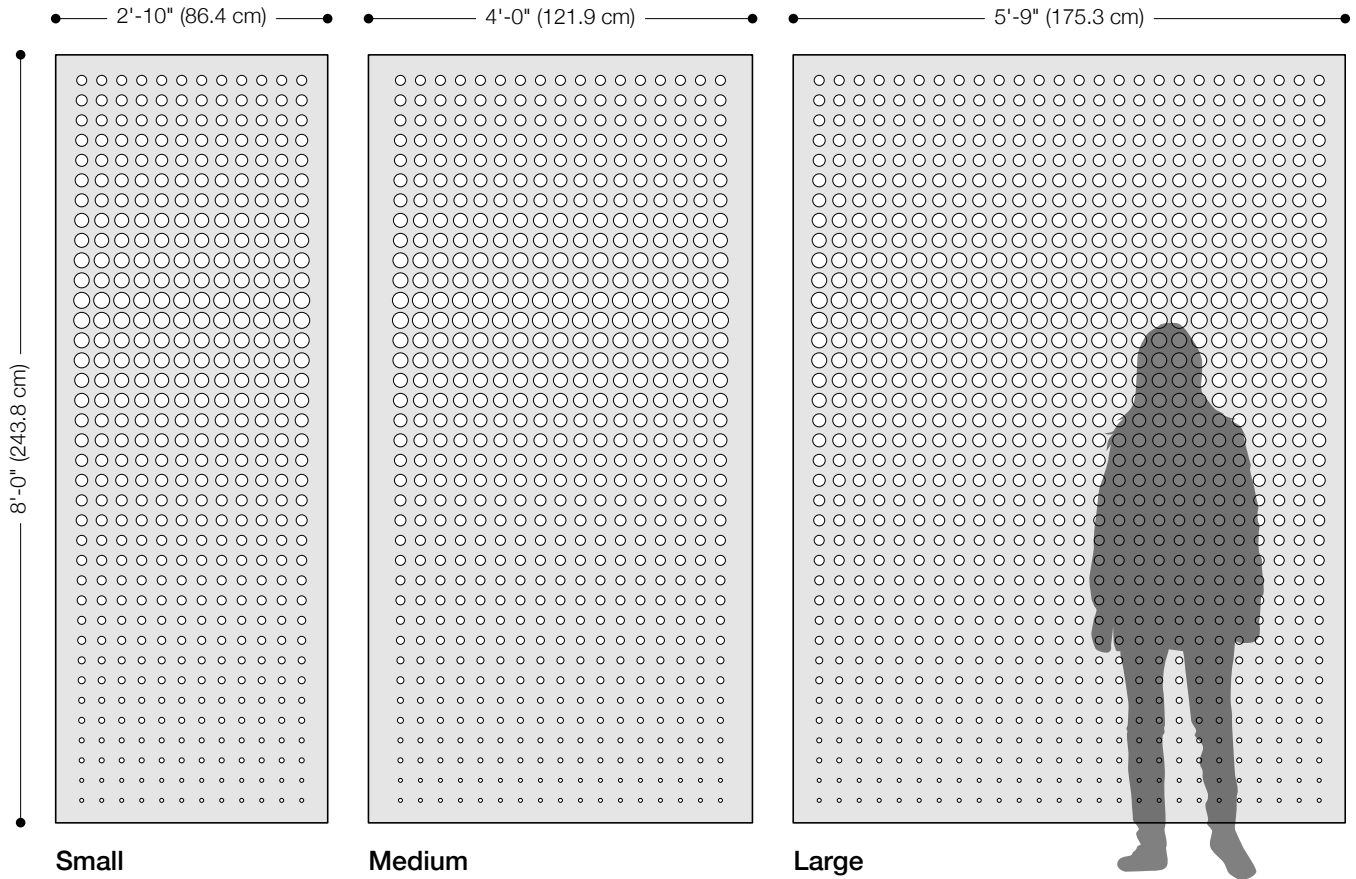 2'-10" (86.4 cm)
4'-0" (121.9 cm)
5'-9" (175.3 cm)
8'-0" (243.8 cm)
Small
Medium
Large